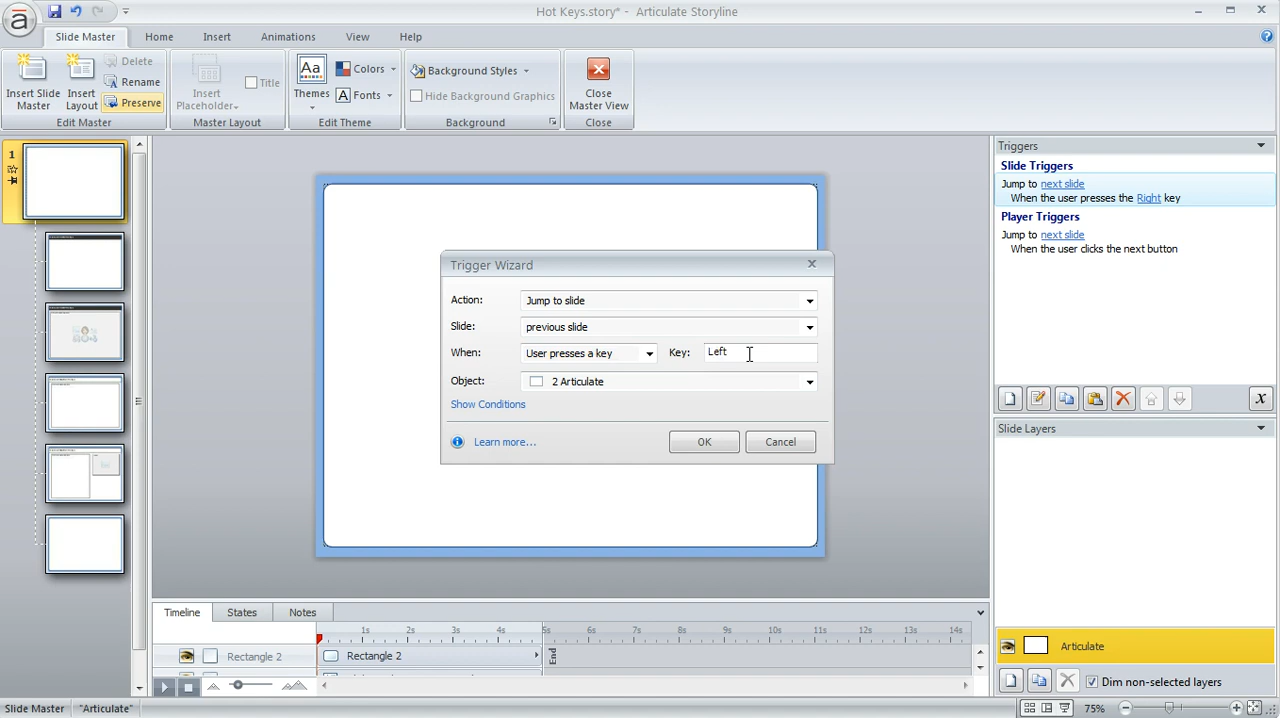 Hot Keys.story* - Articulate Storyline
Slide Master
Home
Insert
Animations
View
Help
Insert Slide Master
Insert Layout
Delete
Rename
Preserve
Edit Master
Insert Placeholder
Title
Master Layout
Themes
Colors
Fonts
Edit Theme
Background Styles
Hide Background Graphics
Background
Close Master View
Close
1
Trigger Wizard
Action: Jump to slide
Slide: previous slide
When: User presses a key Key: Left
Object: 2 Articulate
Show Conditions
Learn more...
OK
Cancel
Triggers
Slide Triggers
Jump to next slide
When the user presses the Right key
Player Triggers
Jump to next slide
When the user clicks the next button
Slide Layers
Articulate
Dim non-selected layers
Timeline
States
Notes
1s 2s 3s 4s 5s 6s 7s 8s 9s 10s 11s 12s 13s 14s
Rectangle 2
Rectangle 2
End
Slide Master
"Articulate"
75%